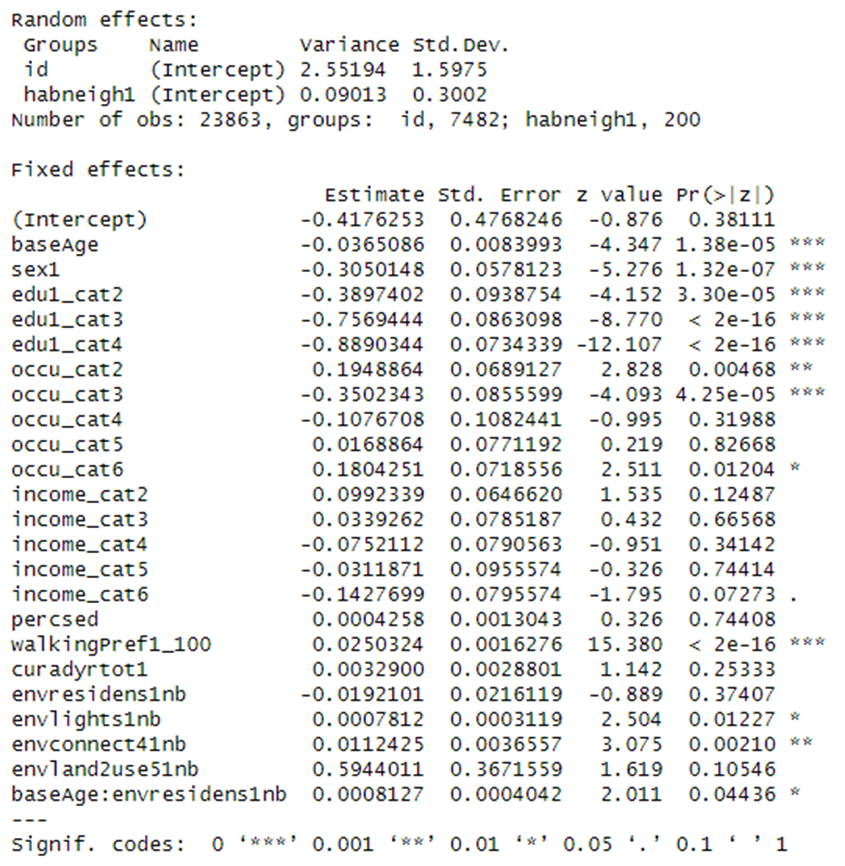 Random effects:
 Groups    Name        Variance Std.Dev.
 id        (Intercept) 2.55194  1.5975
 habneigh1 (Intercept) 0.09013  0.3002
Number of obs: 23863, groups:  id, 7482; habneigh1, 200

Fixed effects:
                         Estimate Std. Error z value Pr(>|z|)
(Intercept)            -0.4176253  0.4768246  -0.876  0.38111
baseAge                -0.0365086  0.0083993  -4.347 1.38e-05 ***
sex1                   -0.3050148  0.0578123  -5.276 1.32e-07 ***
edu1_cat2              -0.3897402  0.0938754  -4.152 3.30e-05 ***
edu1_cat3              -0.7569444  0.0863098  -8.770  < 2e-16 ***
edu1_cat4              -0.8890344  0.0734339 -12.107  < 2e-16 ***
occu_cat2               0.1948864  0.0689127   2.828  0.00468 **
occu_cat3              -0.3502343  0.0855599  -4.093 4.25e-05 ***
occu_cat4              -0.1076708  0.1082441  -0.995  0.31988
occu_cat5               0.0168864  0.0771192   0.219  0.82668
occu_cat6               0.1804251  0.0718556   2.511  0.01204 *
income_cat2             0.0992339  0.0646620   1.535  0.12487
income_cat3             0.0339262  0.0785187   0.432  0.66568
income_cat4            -0.0752112  0.0790563  -0.951  0.34142
income_cat5            -0.0311871  0.0955574  -0.326  0.74414
income_cat6            -0.1427699  0.0795574  -1.795  0.07273 .
percsed                 0.0004258  0.0013043   0.326  0.74408
walkingPref1_100        0.0250324  0.0016276  15.380  < 2e-16 ***
curadyrtot1             0.0032900  0.0028801   1.142  0.25333
envresidens1nb         -0.0192101  0.0216119  -0.889  0.37407
envlights1nb            0.0007812  0.0003119   2.504  0.01227 *
envconnect41nb          0.0112425  0.0036557   3.075  0.00210 **
envland2use51nb         0.5944011  0.3671559   1.619  0.10546
baseAge:envresidens1nb  0.0008127  0.0004042   2.011  0.04436 *
---
Signif. codes:  0 ‘***’ 0.001 ‘**’ 0.01 ‘*’ 0.05 ‘.’ 0.1 ‘ ’ 1